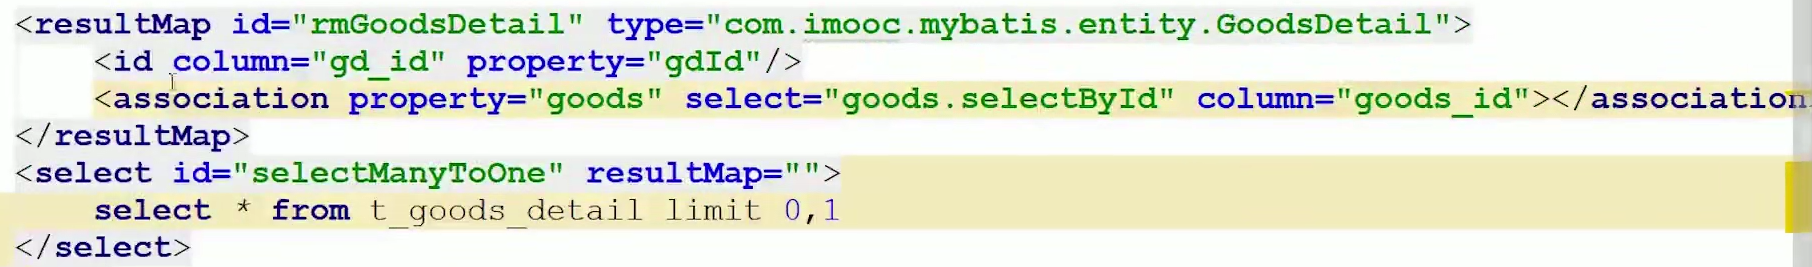 <resultMap id="rmGoodsDetail" type="com.imooc.mybatis.entity.GoodsDetail">
    <id column="gd_id" property="gdId"/>
    <association property="goods" select="goods.selectById" column="goods_id"></association
</resultMap>
<select id="selectManyToOne" resultMap="">
    select * from t_goods_detail limit 0,1
</select>